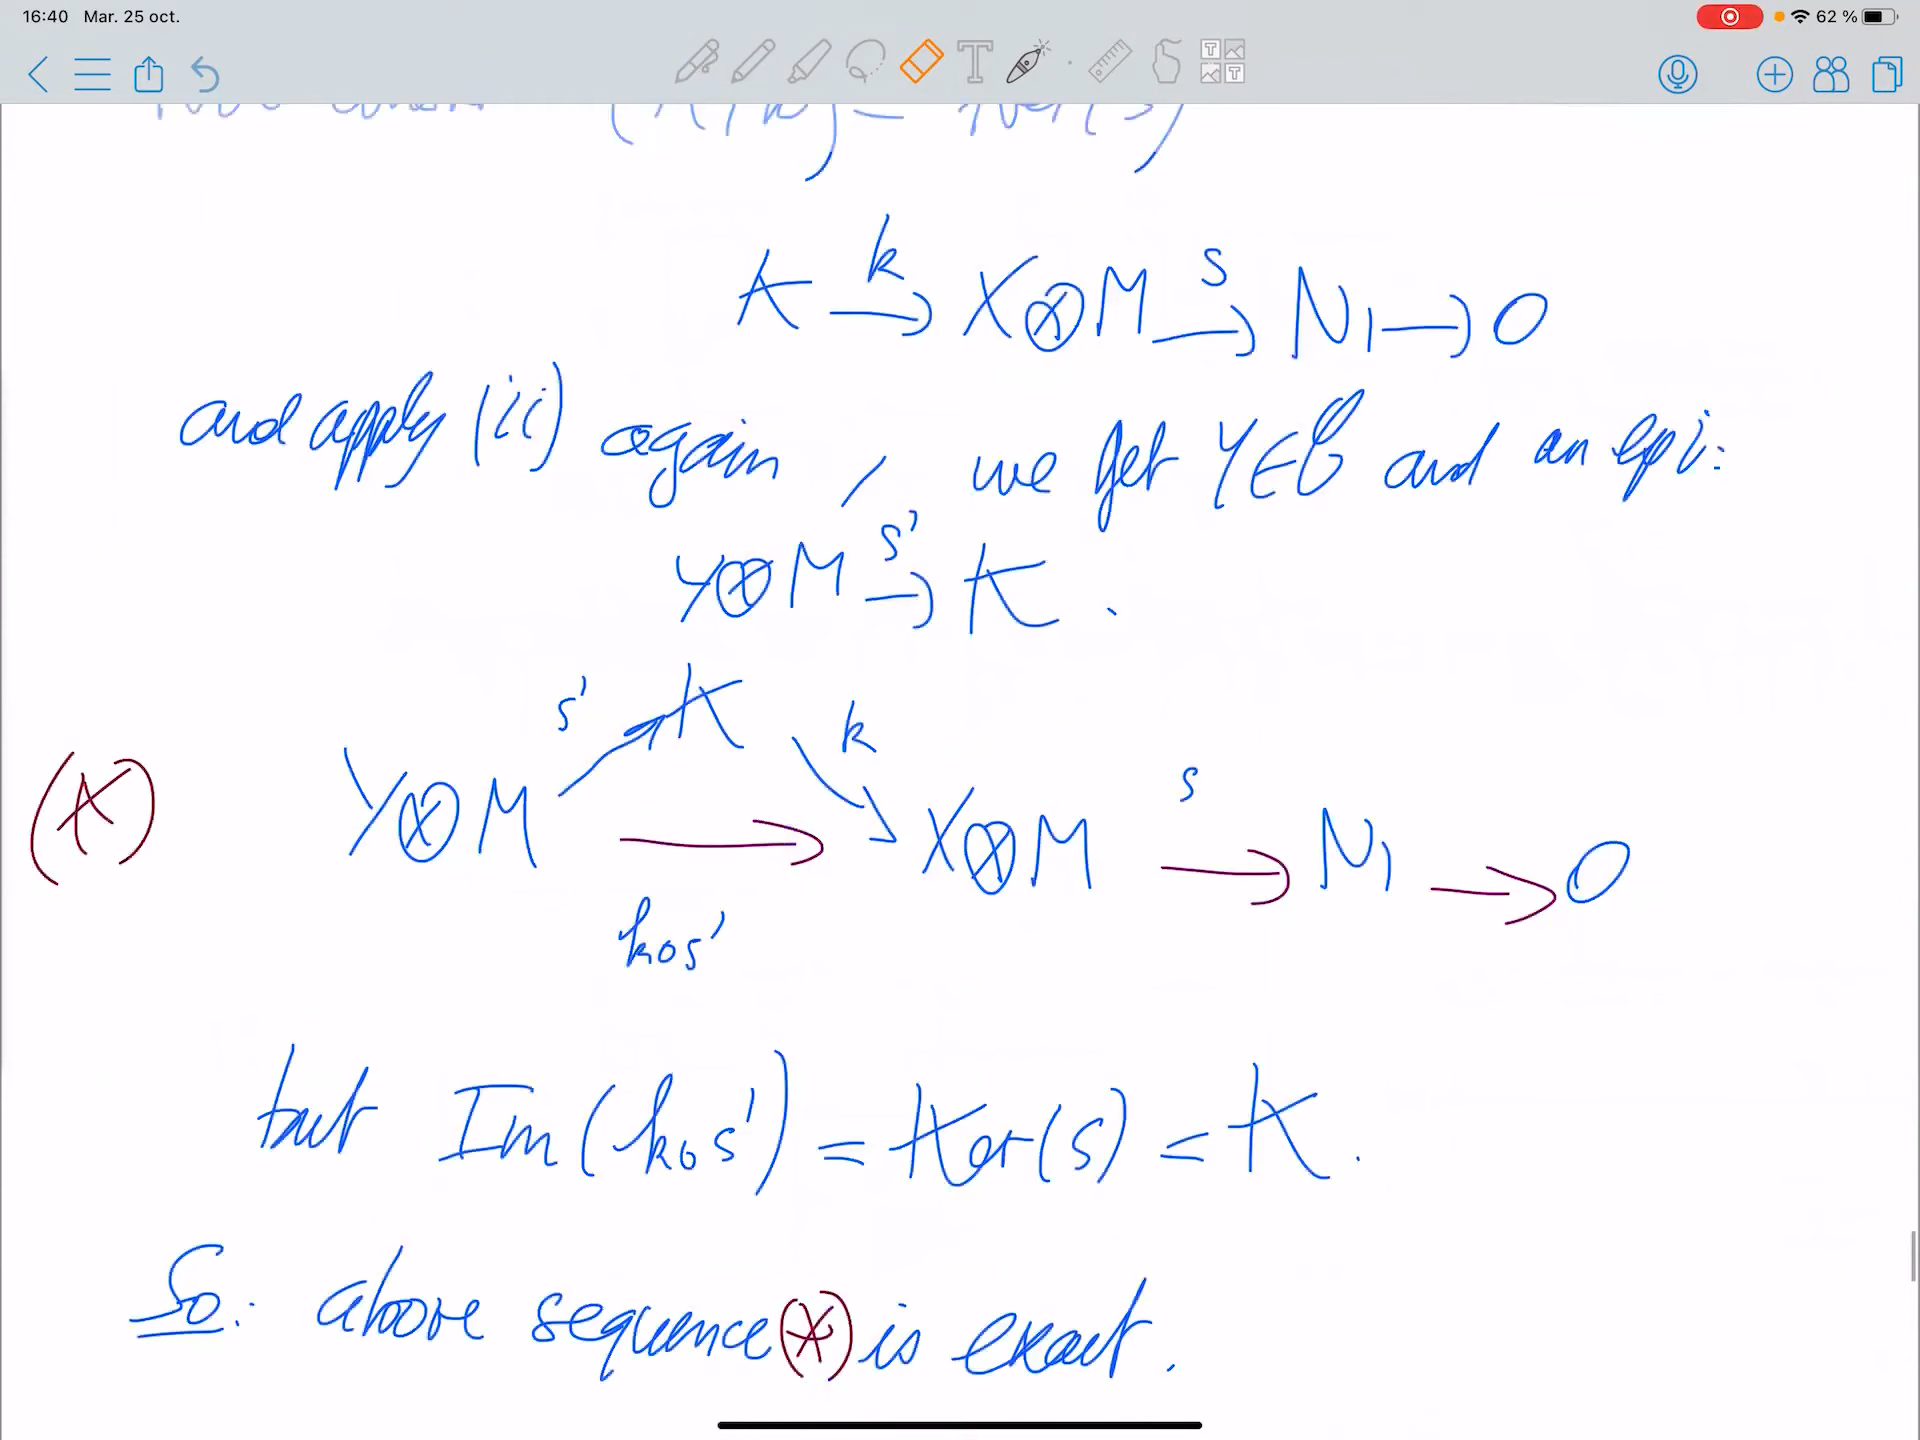 16:40 Mar. 25 oct. 62 %
(K, k) = Ker(s)
K →ᵏ X⊗M →ˢ N₁ → 0
and apply (ii) again, we get Y∈C and an epi:
Y⊗M →ˢ' K.
s' K k
(*) Y⊗M → X⊗M →ˢ N₁ → 0
k∘s'
but Im(k∘s') = Ker(s) = K.
So: above sequence (*) is exact.